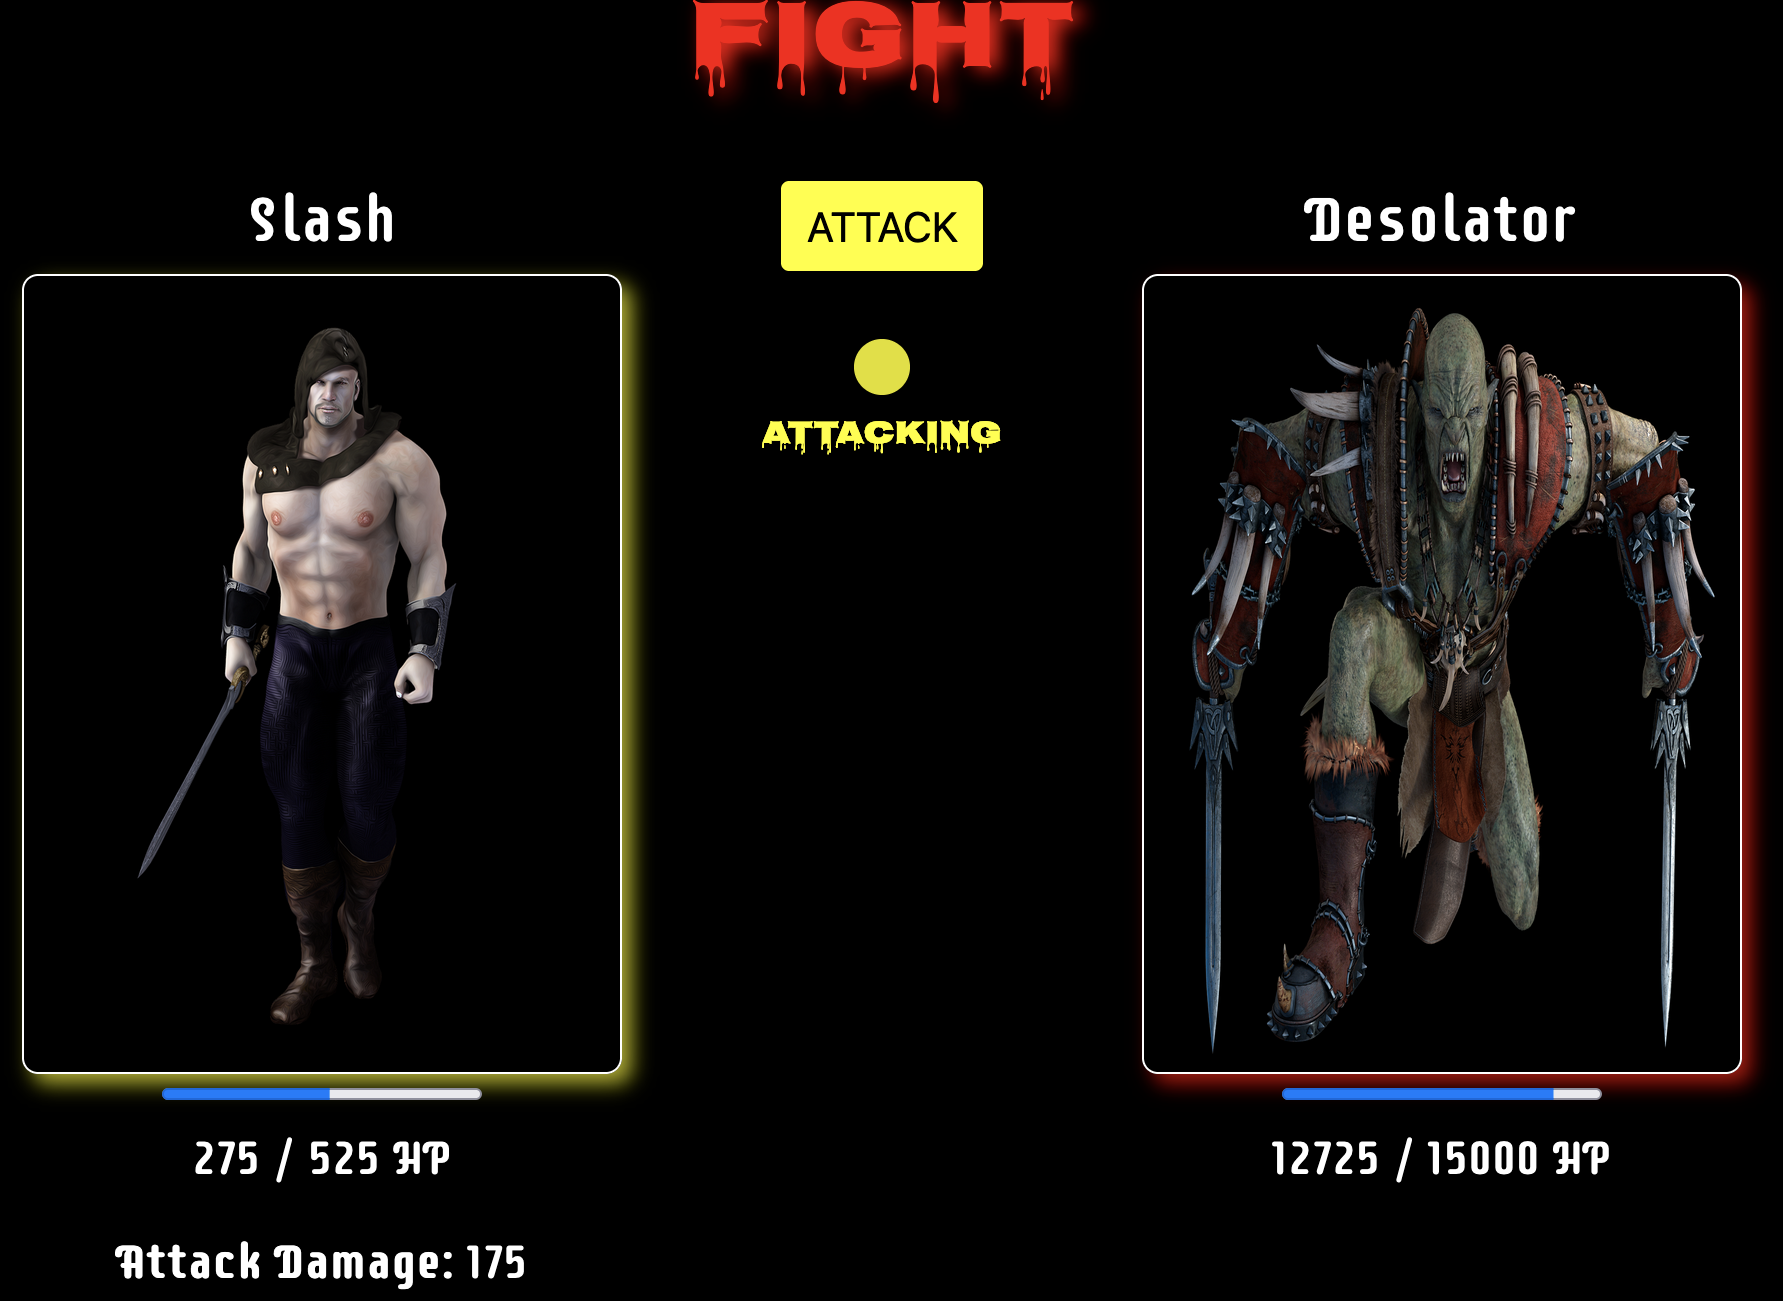 FIGHT
Slash
ATTACK
Desolator
ATTACKING
275 / 525 HP
12725 / 15000 HP
Attack Damage: 175